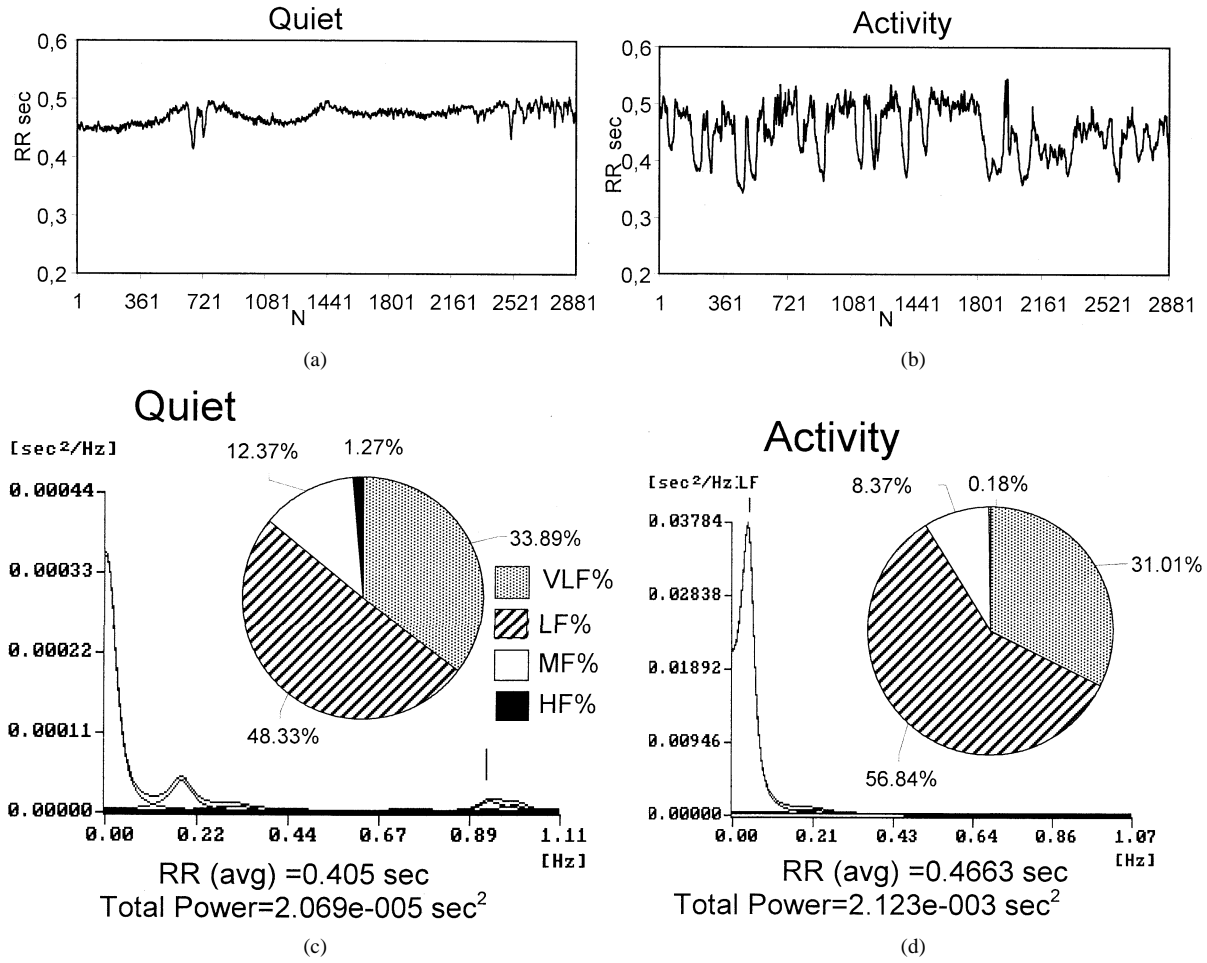 Quiet
0,6
0,5
0,4
0,3
0,2
RR sec
1 361 721 1081 1441 1801 2161 2521 2881
N
(a)
Activity
0,6
0,5
0,4
0,3
0,2
RR sec
1 361 721 1081 1441 1801 2161 2521 2881
N
(b)
Quiet
[sec2/Hz]
0.00044
0.00033
0.00022
0.00011
0.00000
0.00 0.22 0.44 0.67 0.89 1.11
[Hz]
12.37%
1.27%
33.89%
48.33%
VLF%
LF%
MF%
HF%
RR (avg) =0.405 sec
Total Power=2.069e-005 sec²
(c)
Activity
[sec2/Hz]LF
0.03784
0.02838
0.01892
0.00946
0.00000
0.00 0.21 0.43 0.64 0.86 1.07
[Hz]
8.37%
0.18%
31.01%
56.84%
RR (avg) =0.4663 sec
Total Power=2.123e-003 sec²
(d)